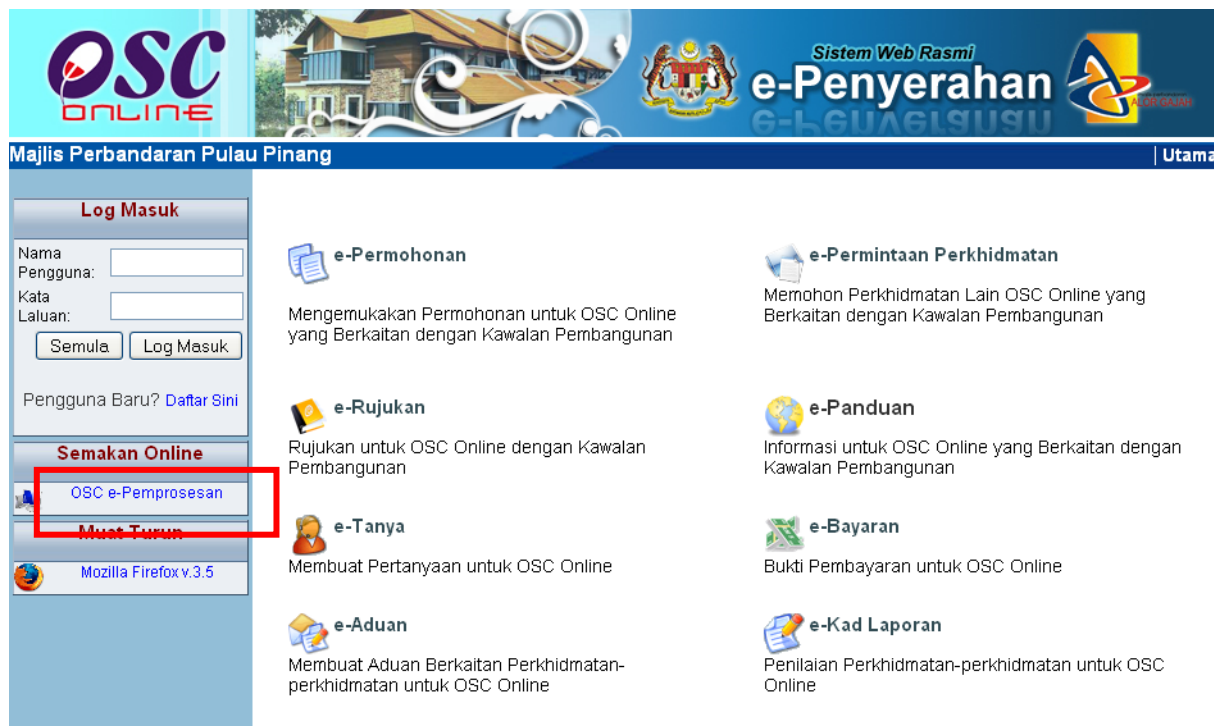 OSC
ONLINE
Sistem Web Rasmi
e-Penyerahan
ALOR GAJAH
Majlis Perbandaran Pulau Pinang
| Utama
Log Masuk
Nama
Pengguna:
Kata
Laluan:
Semula
Log Masuk
Pengguna Baru? Daftar Sini
Semakan Online
OSC e-Pemprosesan
Muat Turun
Mozilla Firefox v.3.5
e-Permohonan
Mengemukakan Permohonan untuk OSC Online
yang Berkaitan dengan Kawalan Pembangunan
e-Permintaan Perkhidmatan
Memohon Perkhidmatan Lain OSC Online yang
Berkaitan dengan Kawalan Pembangunan
e-Rujukan
Rujukan untuk OSC Online dengan Kawalan
Pembangunan
e-Panduan
Informasi untuk OSC Online yang Berkaitan dengan
Kawalan Pembangunan
e-Tanya
Membuat Pertanyaan untuk OSC Online
e-Bayaran
Bukti Pembayaran untuk OSC Online
e-Aduan
Membuat Aduan Berkaitan Perkhidmatan-
perkhidmatan untuk OSC Online
e-Kad Laporan
Penilaian Perkhidmatan-perkhidmatan untuk OSC
Online